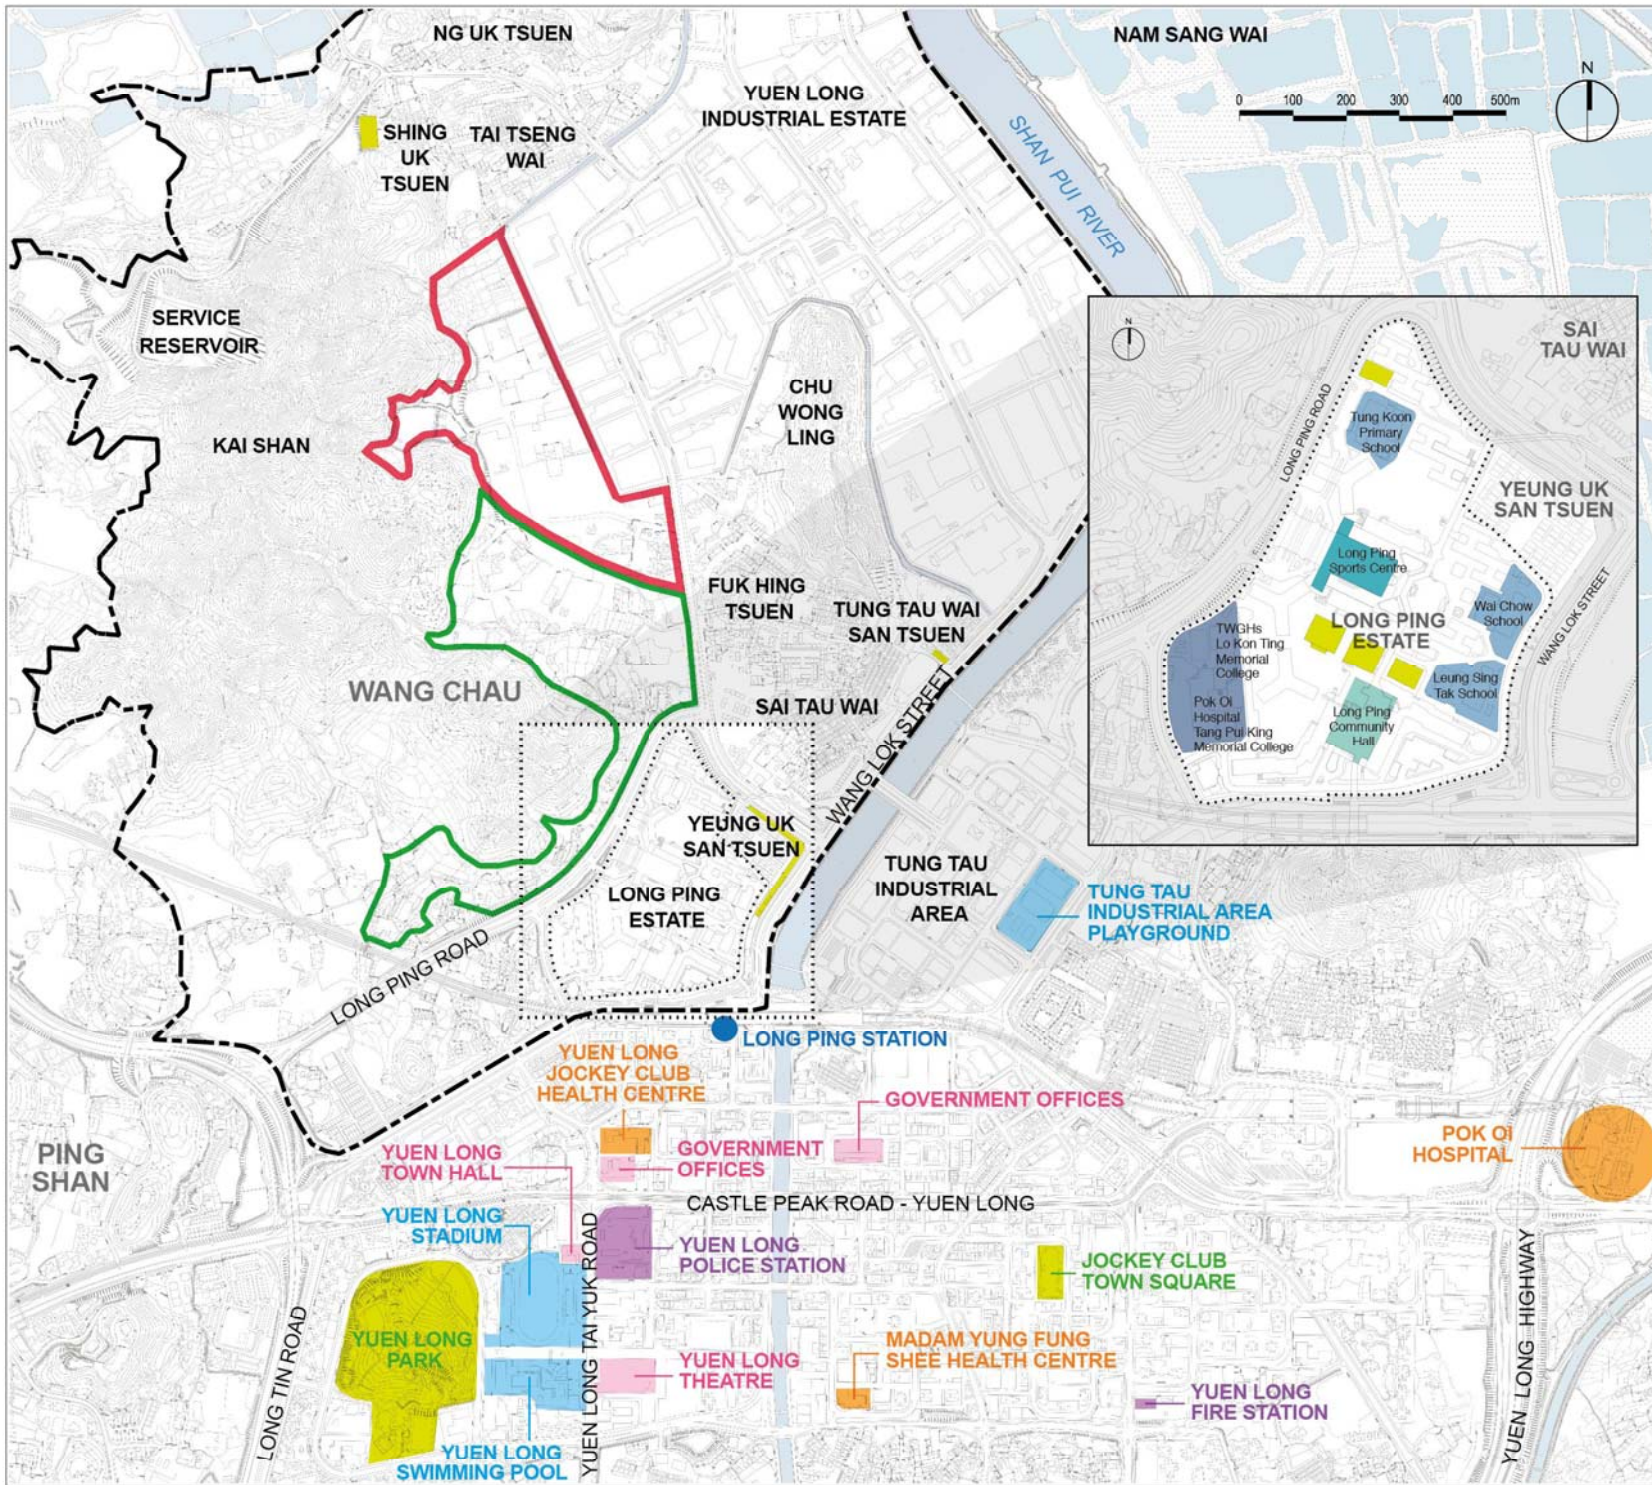 NG UK TSUEN
NAM SANG WAI
N
0 100 200 300 400 500m
YUEN LONG
INDUSTRIAL ESTATE
SHAN PUI RIVER
SHING
UK
TSUEN
TAI TSENG
WAI
SERVICE
RESERVOIR
KAI SHAN
CHU
WONG
LING
WANG CHAU
FUK HING
TSUEN
TUNG TAU WAI
SAN TSUEN
SAI TAU WAI
WANG LOK STREET
YEUNG UK
SAN TSUEN
LONG PING
ESTATE
LONG PING ROAD
TUNG TAU
INDUSTRIAL
AREA
TUNG TAU
INDUSTRIAL AREA
PLAYGROUND
N
SAI
TAU WAI
LONG PING ROAD
Tung Koon
Primary
School
YEUNG UK
SAN TSUEN
Long Ping
Sports Centre
Wai Chow
School
WANG LOK STREET
LONG PING
ESTATE
TWGHs
Lo Kon Ting
Memorial
College
Leung Sing
Tak School
Pok Oi
Hospital
Tang Pui King
Memorial College
Long Ping
Community
Hall
LONG PING STATION
YUEN LONG
JOCKEY CLUB
HEALTH CENTRE
GOVERNMENT OFFICES
PING
SHAN
YUEN LONG
TOWN HALL
GOVERNMENT
OFFICES
POK OI
HOSPITAL
CASTLE PEAK ROAD - YUEN LONG
YUEN LONG
STADIUM
YUEN LONG
POLICE STATION
JOCKEY CLUB
TOWN SQUARE
YUEN LONG TAI YUK ROAD
YUEN LONG HIGHWAY
LONG TIN ROAD
YUEN LONG
PARK
YUEN LONG
THEATRE
MADAM YUNG FUNG
SHEE HEALTH CENTRE
YUEN LONG
FIRE STATION
YUEN LONG
SWIMMING POOL